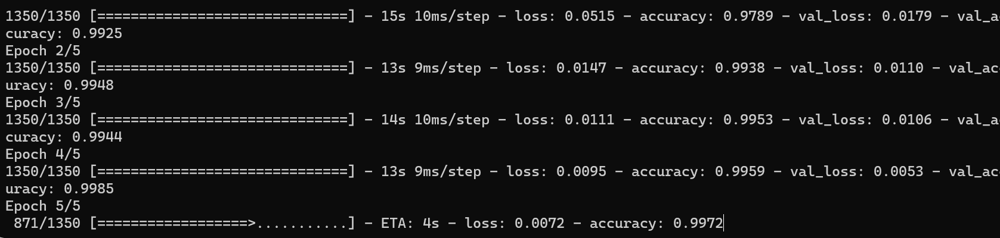 1350/1350 [==============================] - 15s 10ms/step - loss: 0.0515 - accuracy: 0.9789 - val_loss: 0.0179 - val_ac
curacy: 0.9925
Epoch 2/5
1350/1350 [==============================] - 13s 9ms/step - loss: 0.0147 - accuracy: 0.9938 - val_loss: 0.0110 - val_acc
uracy: 0.9948
Epoch 3/5
1350/1350 [==============================] - 14s 10ms/step - loss: 0.0111 - accuracy: 0.9953 - val_loss: 0.0106 - val_ac
curacy: 0.9944
Epoch 4/5
1350/1350 [==============================] - 13s 9ms/step - loss: 0.0095 - accuracy: 0.9959 - val_loss: 0.0053 - val_acc
uracy: 0.9985
Epoch 5/5
871/1350 [==================>...........] - ETA: 4s - loss: 0.0072 - accuracy: 0.9972